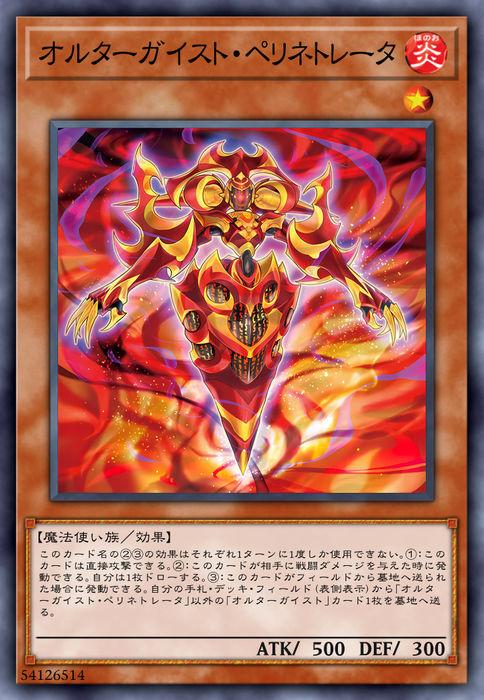 オルターガイスト・ペリネトレータ
ほのお
炎
【魔法使い族／効果】
このカード名の②③の効果はそれぞれ1ターンに1度しか使用できない。①：この
カードは直接攻撃できる。②：このカードが相手に戦闘ダメージを与えた時に発
動できる。自分は1枚ドローする。③：このカードがフィールドから墓地へ送られ
た場合に発動できる。自分の手札・デッキ・フィールド（表側表示）から「オルタ
ーガイスト・ペリネトレータ」以外の「オルターガイスト」カード1枚を墓地へ送
る。
ATK/ 500 DEF/ 300
54126514